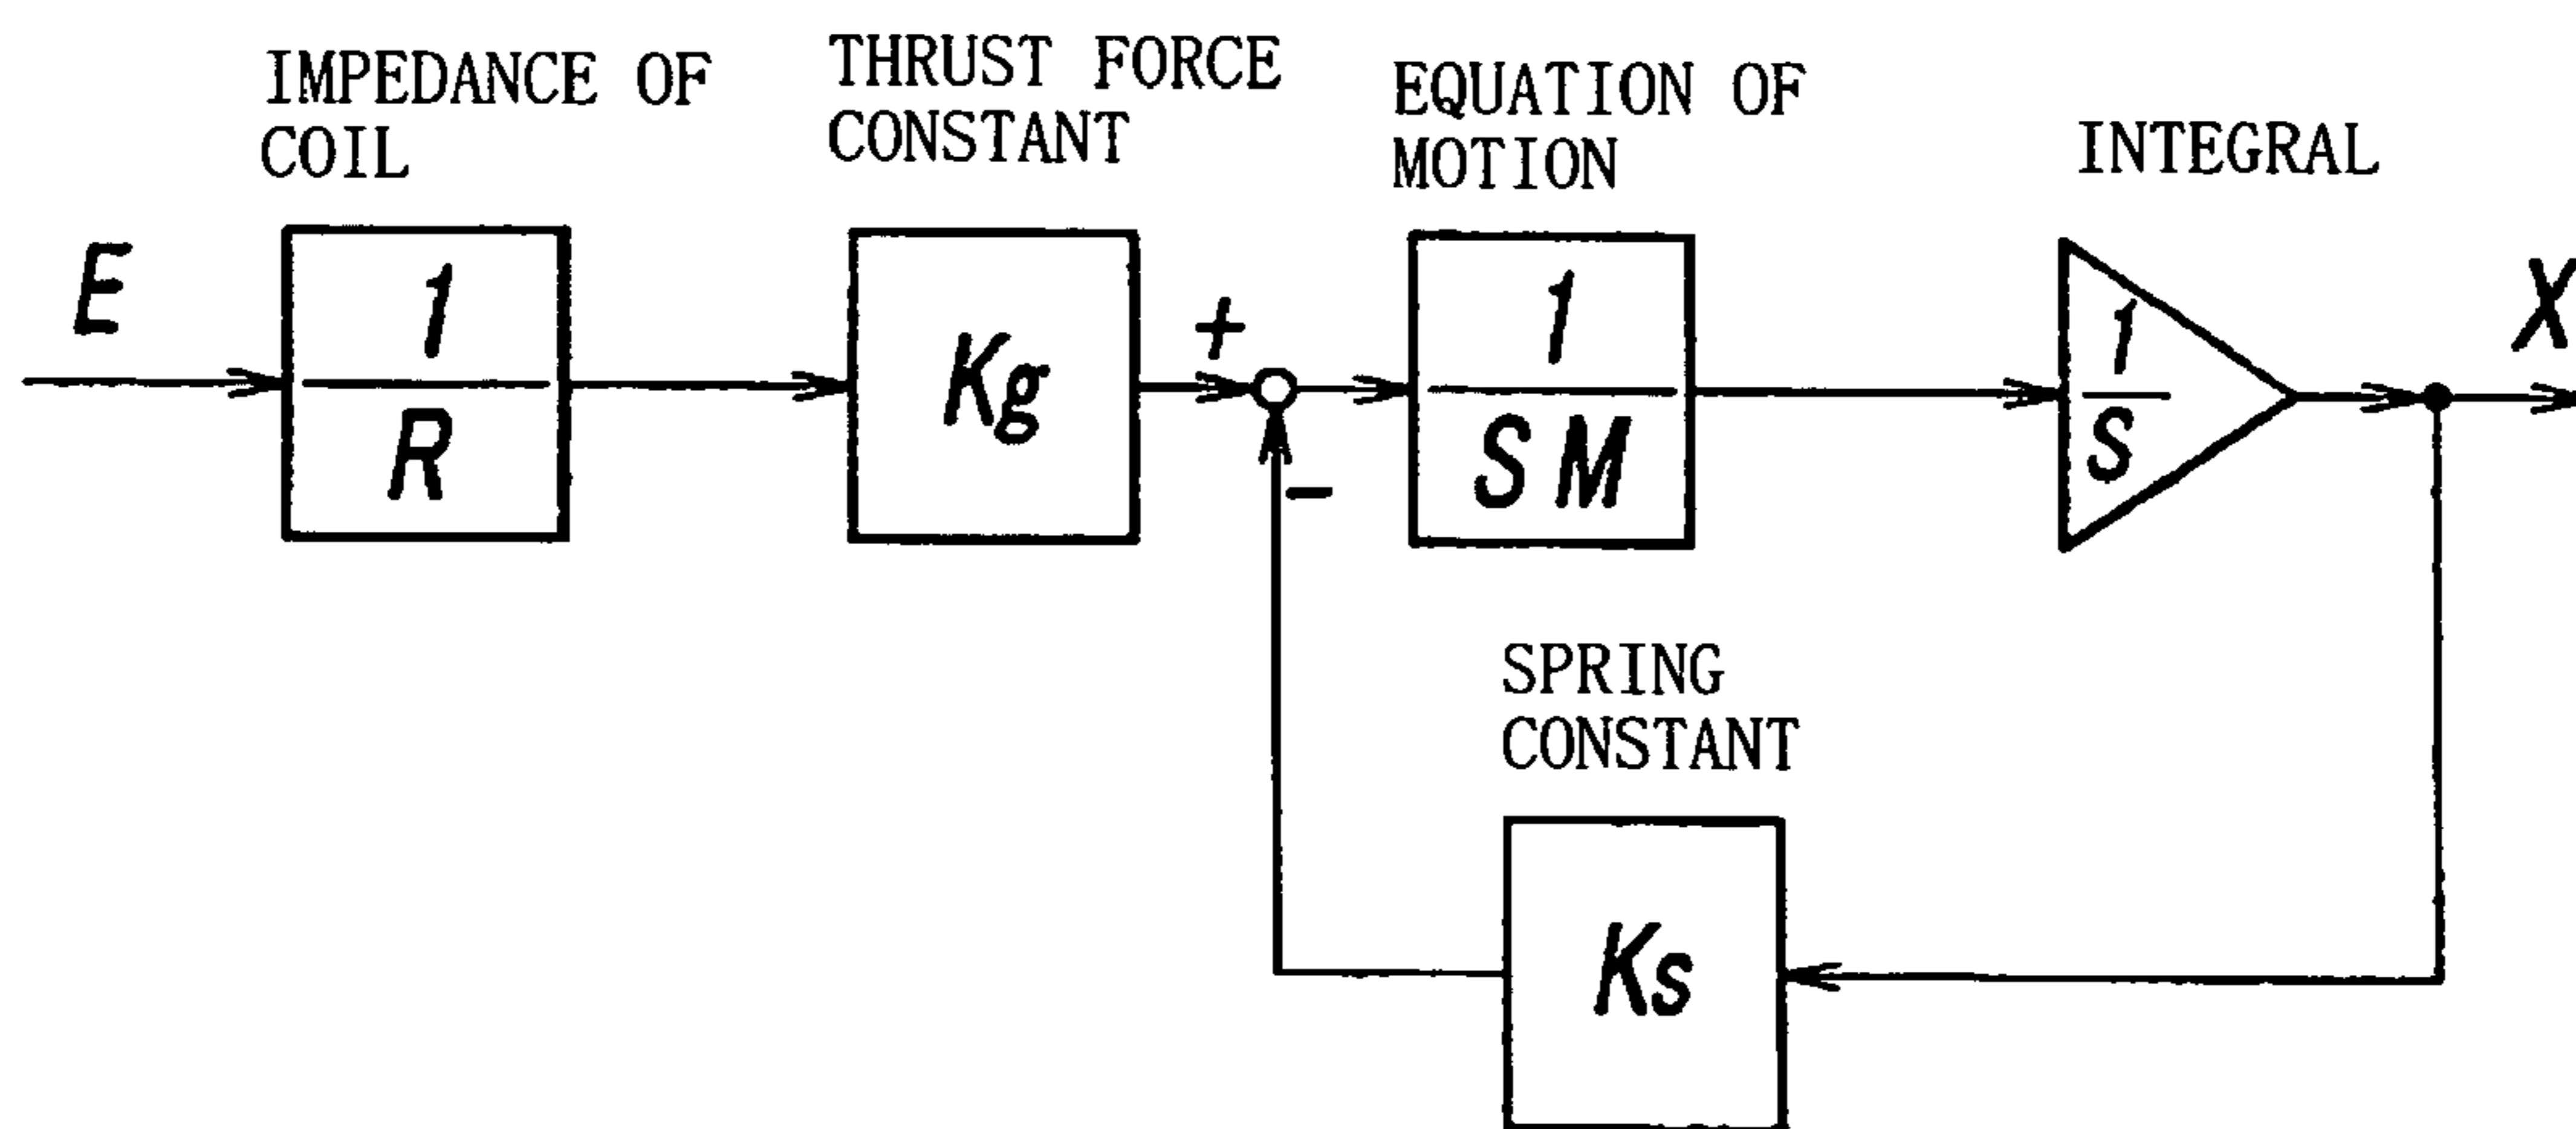 IMPEDANCE OF
COIL
THRUST FORCE
CONSTANT
EQUATION OF
MOTION
INTEGRAL
E
1
R
Kg
+
-
1
SM
1
S
X
SPRING
CONSTANT
Ks